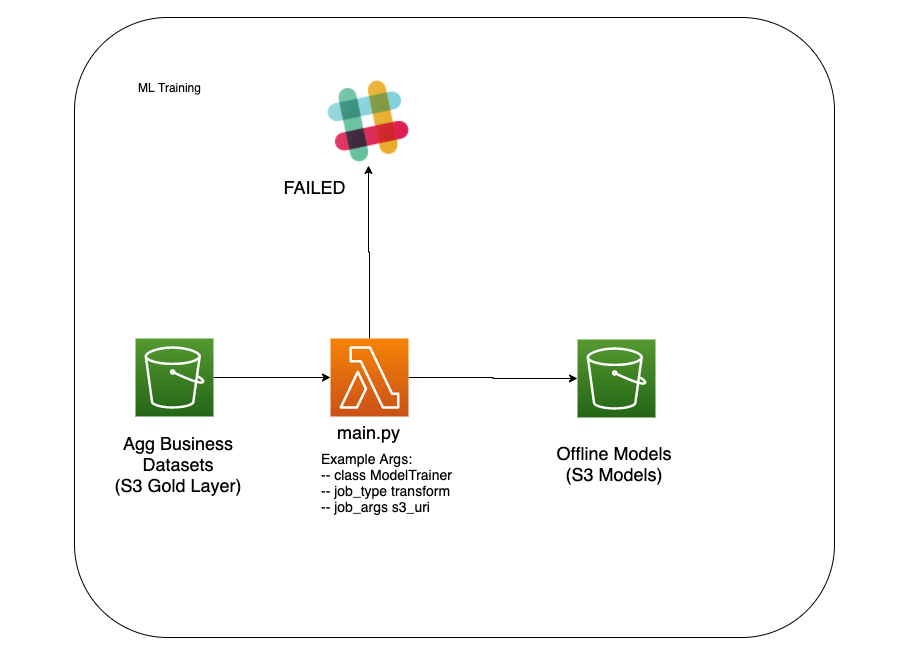 ML Training
FAILED
main.py
Example Args:
-- class ModelTrainer
-- job_type transform
-- job_args s3_uri
Agg Business
Datasets
(S3 Gold Layer)
Offline Models
(S3 Models)